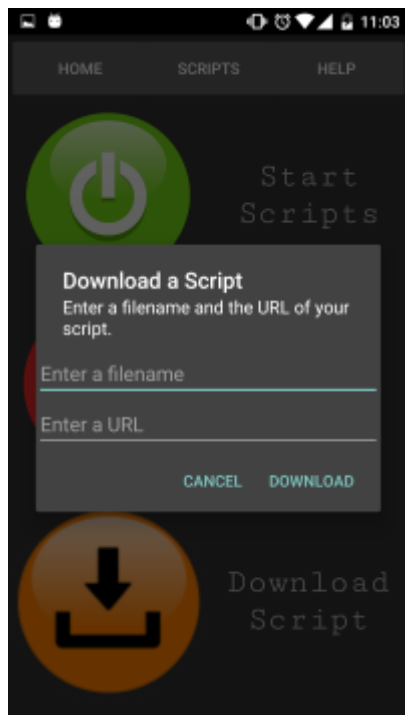 11:03
HOME SCRIPTS HELP
Start
Scripts
Download a Script
Enter a filename and the URL of your
script.
Enter a filename
Enter a URL
CANCEL DOWNLOAD
Download
Script